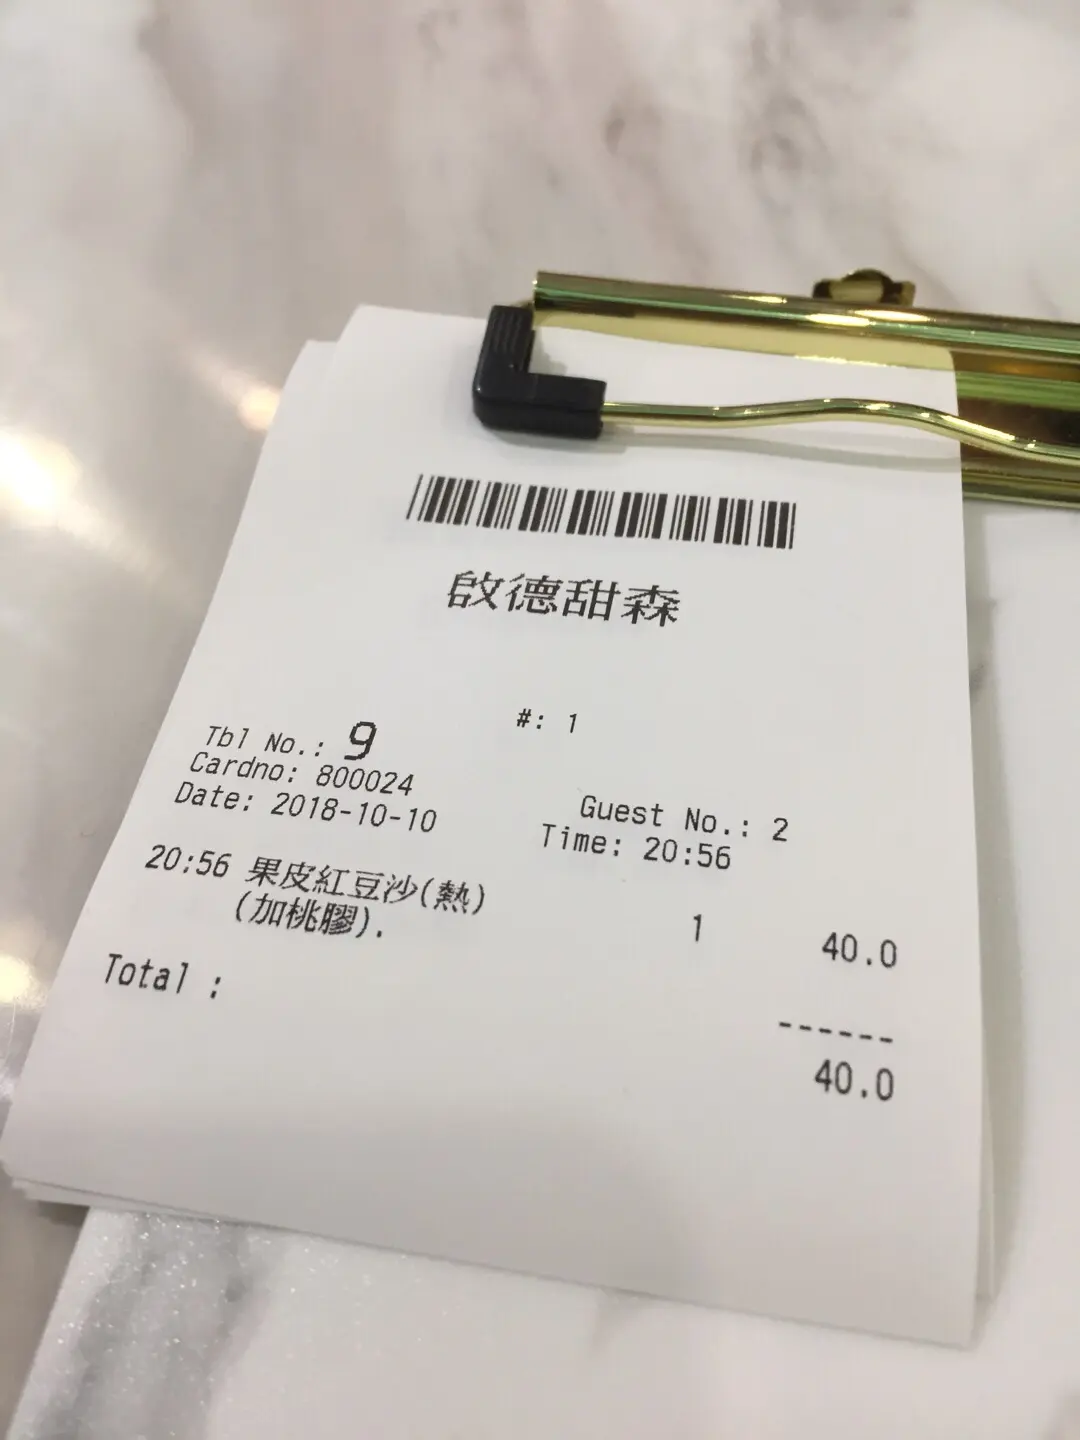 啟德甜森
#: 1
Tbl No.: 9
Cardno: 800024
Guest No.: 2
Date: 2018-10-10
Time: 20:56
20:56 果皮紅豆沙(熱)
(加桃膠). 1 40.0
------
Total : 40.0